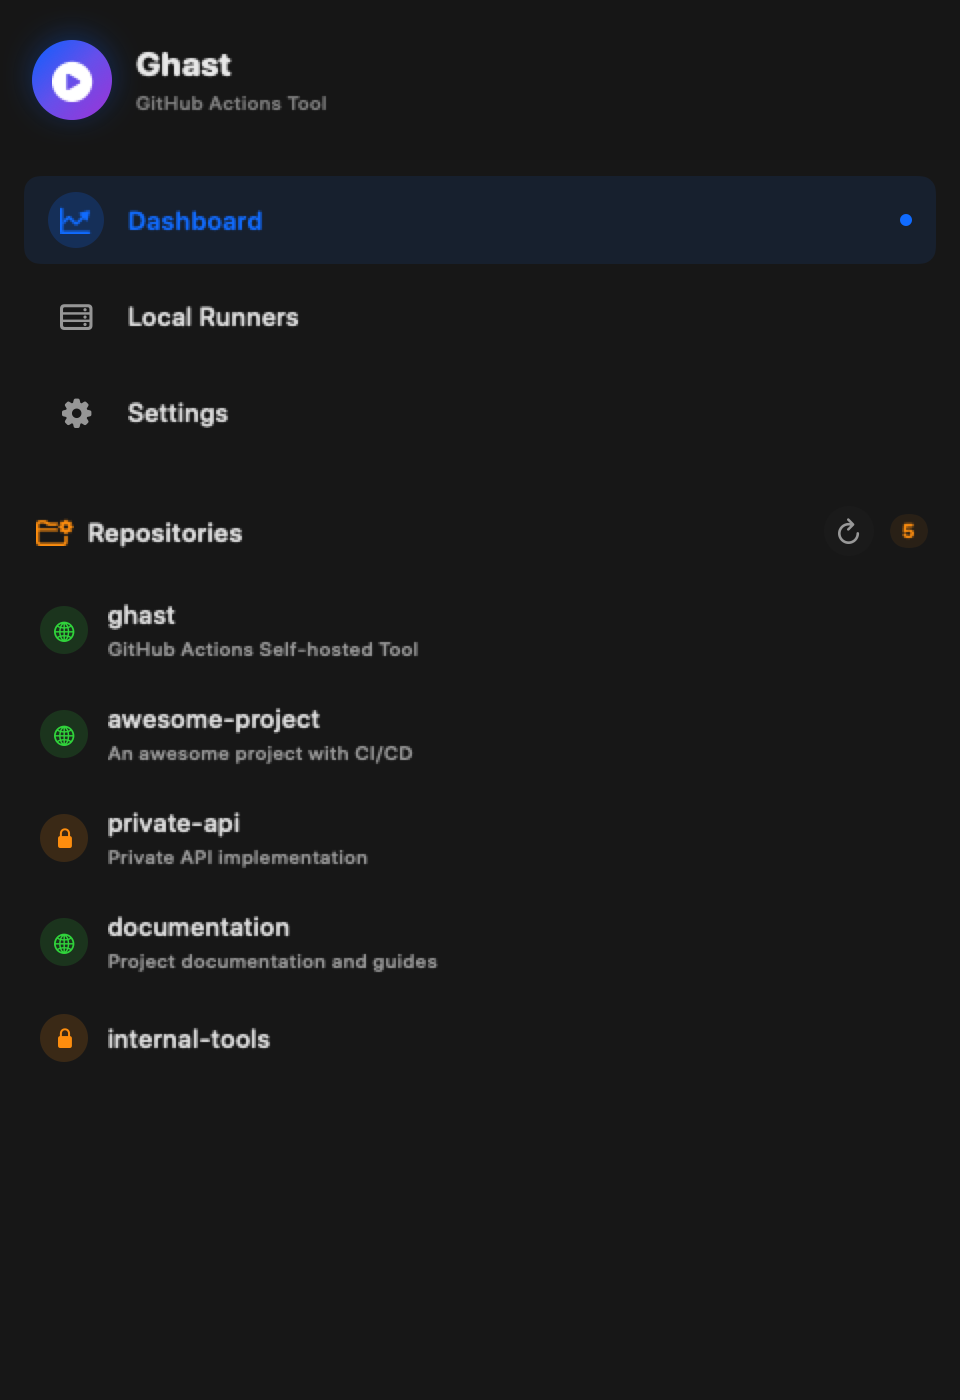 Ghast
GitHub Actions Tool
Dashboard
Local Runners
Settings
Repositories 5
ghast
GitHub Actions Self-hosted Tool
awesome-project
An awesome project with CI/CD
private-api
Private API implementation
documentation
Project documentation and guides
internal-tools